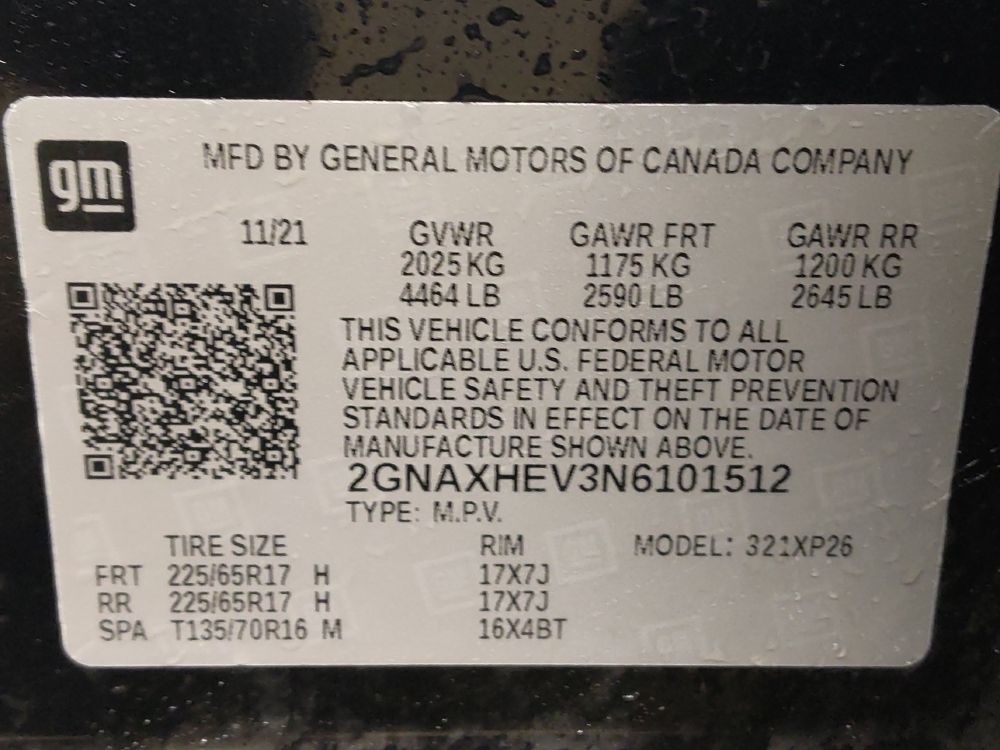 gm
MFD BY GENERAL MOTORS OF CANADA COMPANY
11/21 GVWR GAWR FRT GAWR RR
2025 KG 1175 KG 1200 KG
4464 LB 2590 LB 2645 LB
THIS VEHICLE CONFORMS TO ALL
APPLICABLE U.S. FEDERAL MOTOR
VEHICLE SAFETY AND THEFT PREVENTION
STANDARDS IN EFFECT ON THE DATE OF
MANUFACTURE SHOWN ABOVE.
2GNAXHEV3N6101512
TYPE: M.P.V.
TIRE SIZE RIM MODEL: 321XP26
FRT 225/65R17 H 17X7J
RR 225/65R17 H 17X7J
SPA T135/70R16 M 16X4BT